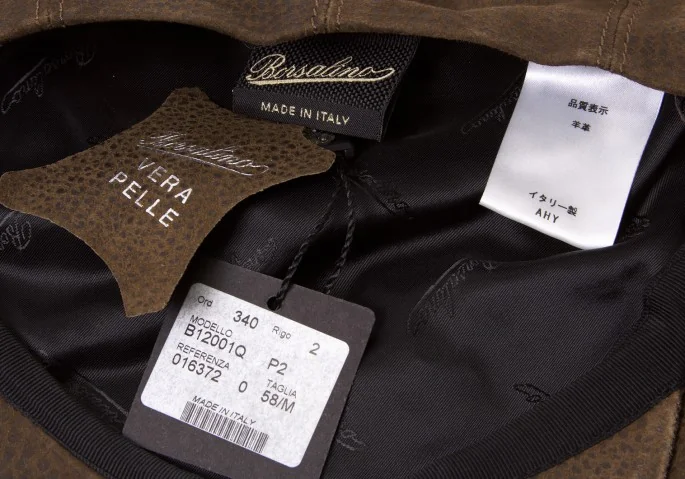 Borsalino
MADE IN ITALY
Borsalino
VERA
PELLE
品質表示
羊革
イタリー製
AHY
Ord 340 Rigo 2
MODELLO
B12001Q P2
REFERENZA TAGLIA
016372 0 58/M
MADE IN ITALY
Borsalino